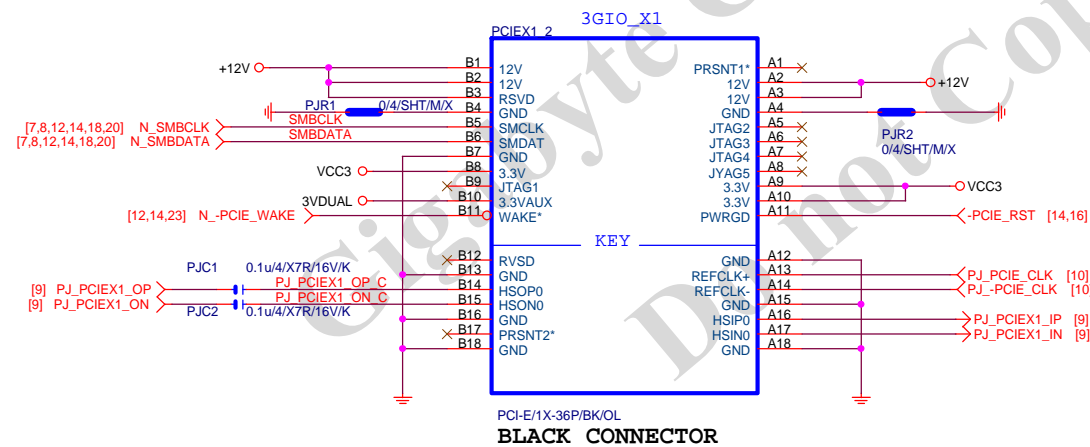 3GIO_X1
PCIEX1_2
+12V
B1 12V PRSNT1* A1
B2 12V 12V A2 +12V
B3 RSVD 12V A3
PJR1 0/4/SHT/M/X B4 GND GND A4
[7,8,12,14,18,20] N_SMBCLK SMBCLK B5 SMCLK JTAG2 A5
[7,8,12,14,18,20] N_SMBDATA SMBDATA B6 SMDAT JTAG3 A6 PJR2
B7 GND JTAG4 A7 0/4/SHT/M/X
VCC3 B8 3.3V JYAG5 A8
B9 JTAG1 3.3V A9 VCC3
3VDUAL B10 3.3VAUX 3.3V A10
[12,14,23] N_-PCIE_WAKE B11 WAKE* PWRGD A11 -PCIE_RST [14,16]
KEY
B12 RVSD GND A12
PJC1 0.1u/4/X7R/16V/K B13 GND REFCLK+ A13 PJ_PCIE_CLK [10]
[9] PJ_PCIEX1_OP PJ_PCIEX1_OP_C B14 HSOP0 REFCLK- A14 PJ_-PCIE_CLK [10
[9] PJ_PCIEX1_ON PJ_PCIEX1_ON_C B15 HSON0 GND A15
PJC2 0.1u/4/X7R/16V/K B16 GND HSIP0 A16 PJ_PCIEX1_IP [9]
B17 PRSNT2* HSIN0 A17 PJ_PCIEX1_IN [9]
B18 GND GND A18
PCI-E/1X-36P/BK/OL
BLACK CONNECTOR
Gigabyte
Do not